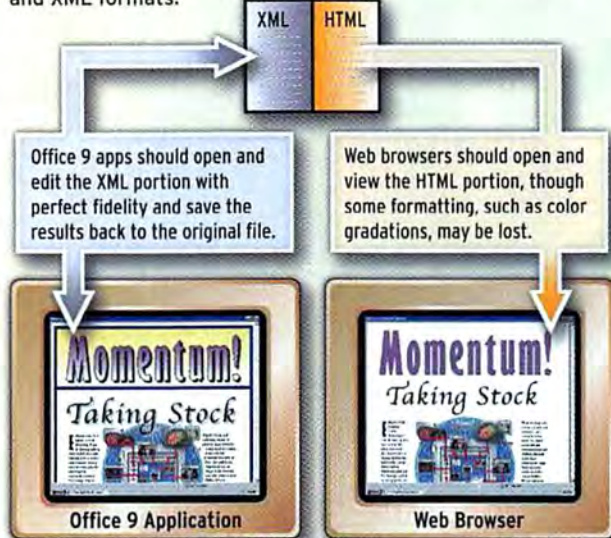 and XML formats.
XML HTML
Office 9 apps should open and
edit the XML portion with
perfect fidelity and save the
results back to the original file.
Web browsers should open and
view the HTML portion, though
some formatting, such as color
gradations, may be lost.
Momentum!
Taking Stock
Office 9 Application
Momentum!
Taking Stock
Web Browser